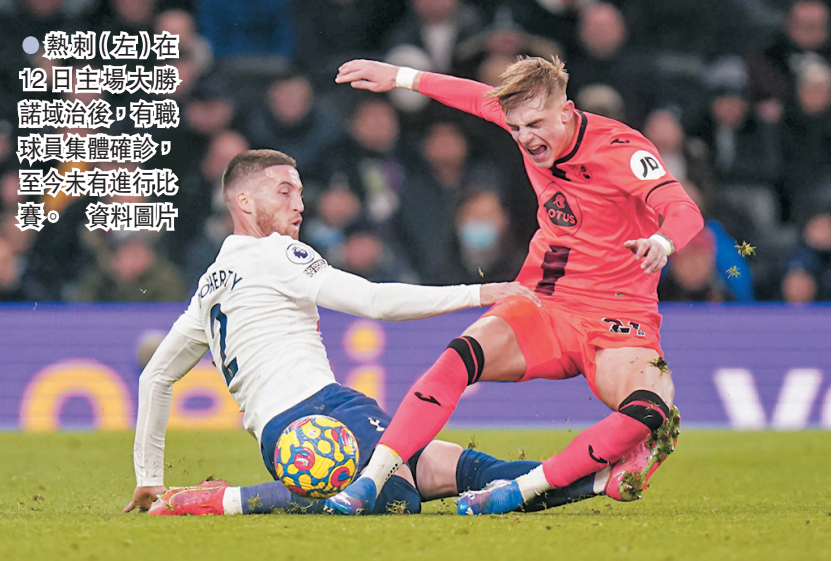 ●熱刺（左）在
12日主場大勝
諾域治後，有職
球員集體確診，
至今未有進行比
賽。　資料圖片
JD
LOTUS
OHERTY
2